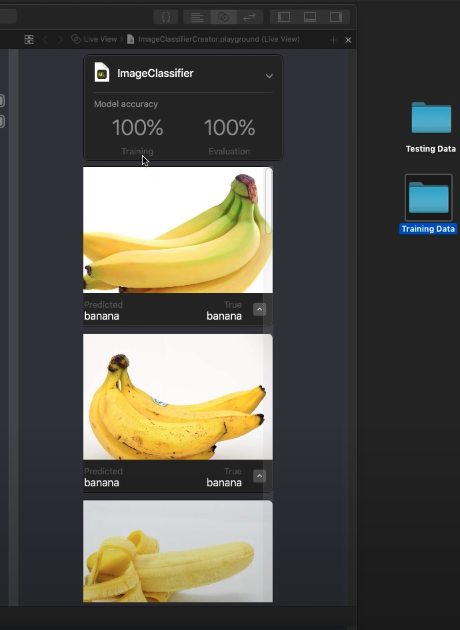 Live View
ImageClassifierCreator.playground (Live View)
ImageClassifier
Model accuracy
100% 100%
Training Evaluation
Predicted True
banana banana
Predicted True
banana banana
Testing Data
Training Data